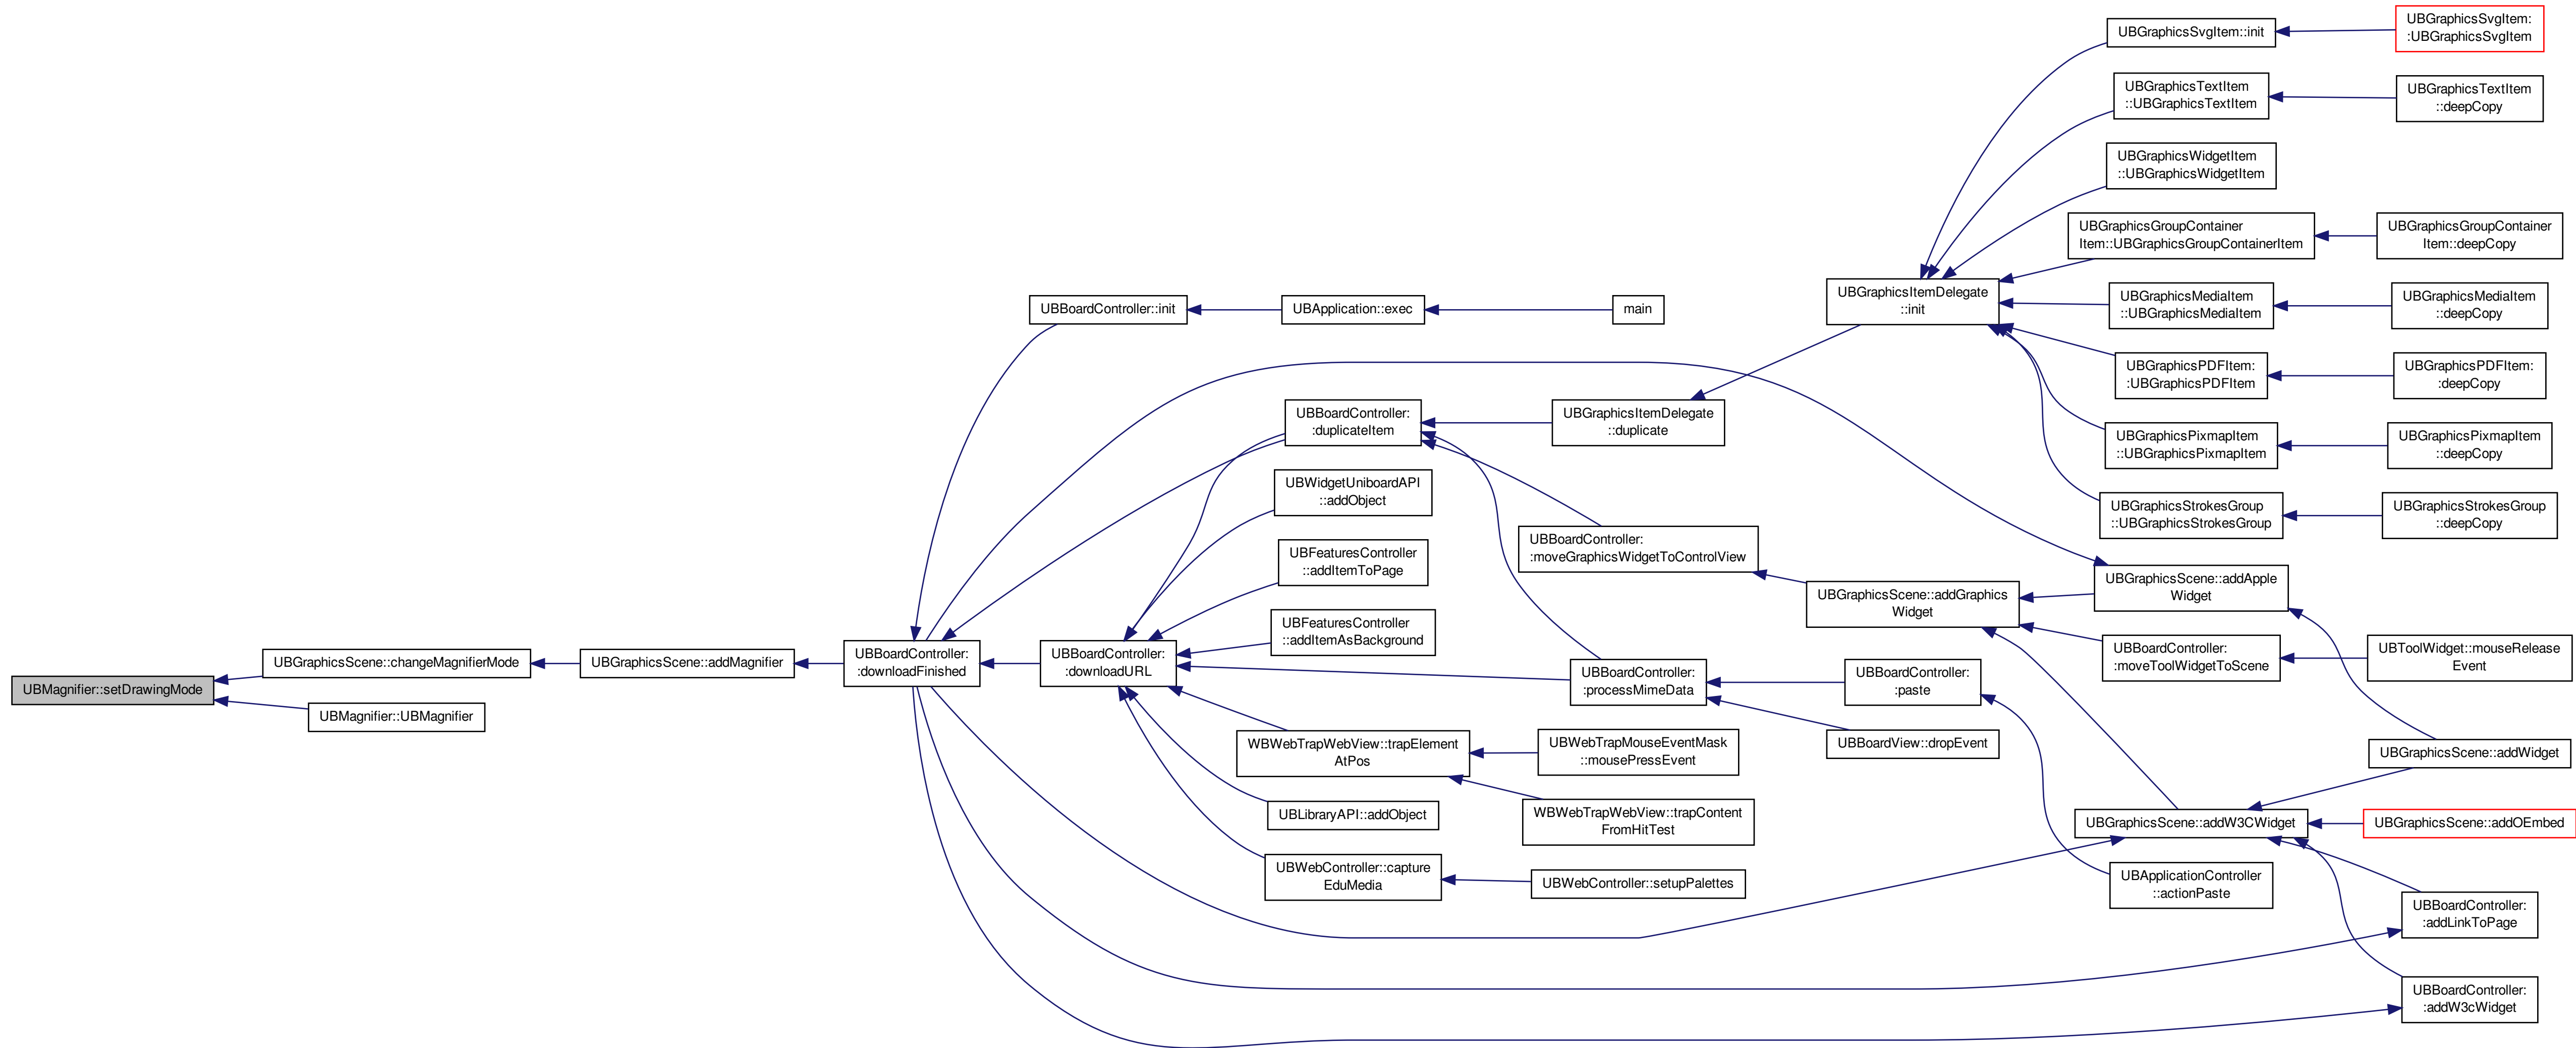 UBMagnifier::setDrawingMode
UBGraphicsScene::changeMagnifierMode
UBMagnifier::UBMagnifier
UBGraphicsScene::addMagnifier
UBBoardController:
:downloadFinished
UBBoardController::init
UBApplication::exec
main
UBBoardController:
:downloadURL
UBBoardController:
:duplicateItem
UBWidgetUniboardAPI
::addObject
UBFeaturesController
::addItemToPage
UBFeaturesController
::addItemAsBackground
WBWebTrapWebView::trapElement
AtPos
UBLibraryAPI::addObject
UBWebController::capture
EduMedia
UBGraphicsItemDelegate
::duplicate
UBBoardController:
:moveGraphicsWidgetToControlView
UBBoardController:
:processMimeData
UBWebTrapMouseEventMask
::mousePressEvent
WBWebTrapWebView::trapContent
FromHitTest
UBWebController::setupPalettes
UBGraphicsItemDelegate
::init
UBGraphicsScene::addGraphics
Widget
UBBoardController:
:paste
UBBoardView::dropEvent
UBGraphicsSvgItem::init
UBGraphicsTextItem
::UBGraphicsTextItem
UBGraphicsWidgetItem
::UBGraphicsWidgetItem
UBGraphicsGroupContainer
Item::UBGraphicsGroupContainerItem
UBGraphicsMediaItem
::UBGraphicsMediaItem
UBGraphicsPDFItem:
:UBGraphicsPDFItem
UBGraphicsPixmapItem
::UBGraphicsPixmapItem
UBGraphicsStrokesGroup
::UBGraphicsStrokesGroup
UBGraphicsScene::addApple
Widget
UBBoardController:
:moveToolWidgetToScene
UBGraphicsScene::addW3CWidget
UBApplicationController
::actionPaste
UBGraphicsSvgItem:
:UBGraphicsSvgItem
UBGraphicsTextItem
::deepCopy
UBGraphicsGroupContainer
Item::deepCopy
UBGraphicsMediaItem
::deepCopy
UBGraphicsPDFItem:
:deepCopy
UBGraphicsPixmapItem
::deepCopy
UBGraphicsStrokesGroup
::deepCopy
UBToolWidget::mouseRelease
Event
UBGraphicsScene::addWidget
UBGraphicsScene::addOEmbed
UBBoardController:
:addLinkToPage
UBBoardController:
:addW3cWidget